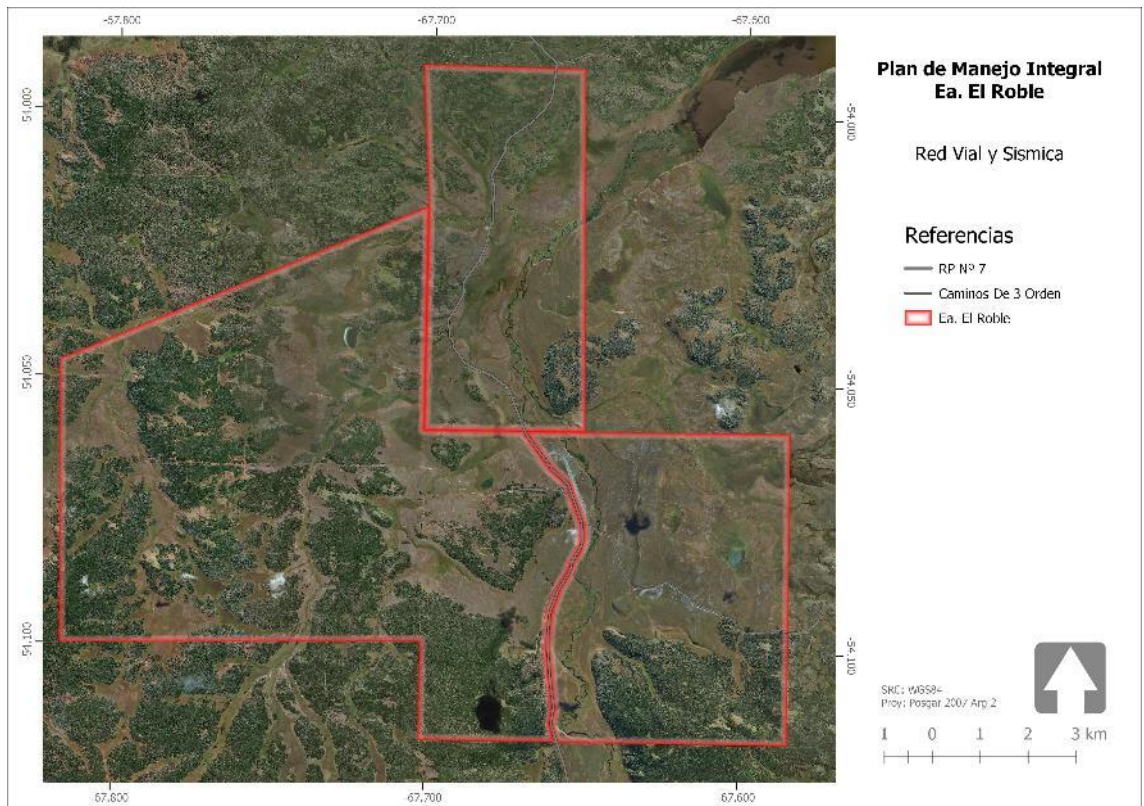 -67.800
-67.700
-67.600
54.000
-54.000
54.050
-54.050
54.100
-54.100
-67.800
-67.700
-67.600
Plan de Manejo Integral
Ea. El Roble
Red Vial y Sismica
Referencias
RP Nº 7
Caminos De 3 Orden
Ea. El Roble
SRC: WGS84
Proy: Posgar 2007 Arg 2
1 0 1 2 3 km